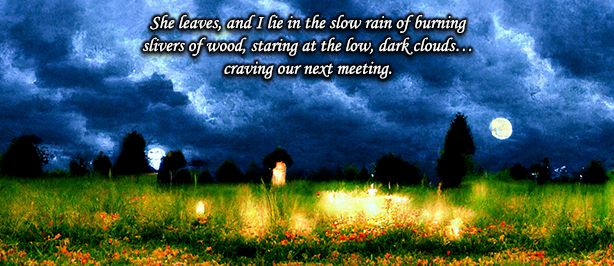 She leaves, and I lie in the slow rain of burning
slivers of wood, staring at the low, dark clouds...
craving our next meeting.